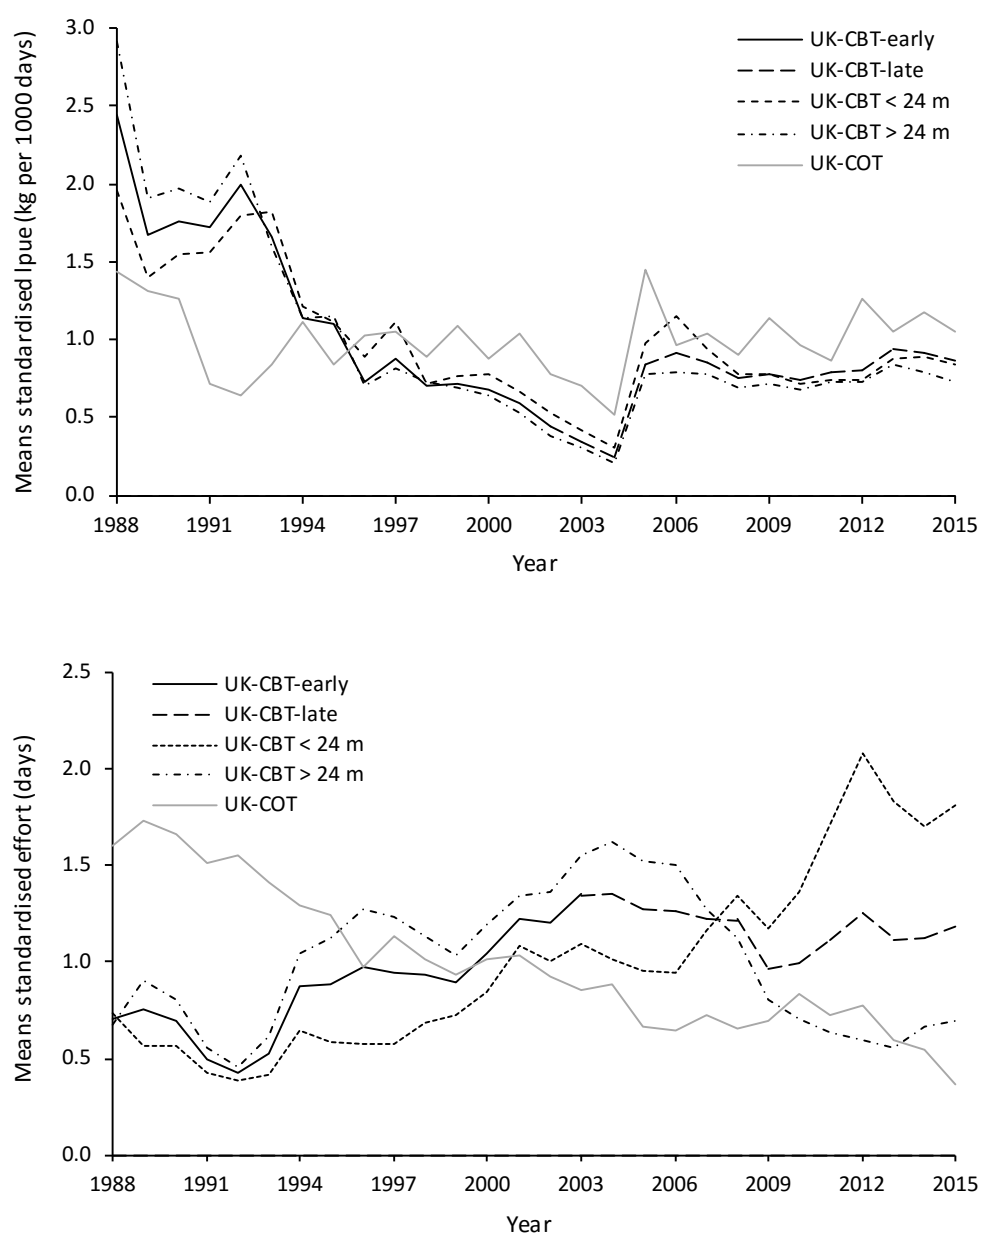 3.0
UK-CBT-early
UK-CBT-late
2.5
UK-CBT < 24 m
UK-CBT > 24 m
UK-COT
2.0
1.5
1.0
0.5
0.0
Means standardised lpue (kg per 1000 days)
1988 1991 1994 1997 2000 2003 2006 2009 2012 2015
Year
2.5
UK-CBT-early
UK-CBT-late
UK-CBT < 24 m
2.0
UK-CBT > 24 m
UK-COT
1.5
1.0
0.5
0.0
Means standardised effort (days)
1988 1991 1994 1997 2000 2003 2006 2009 2012 2015
Year